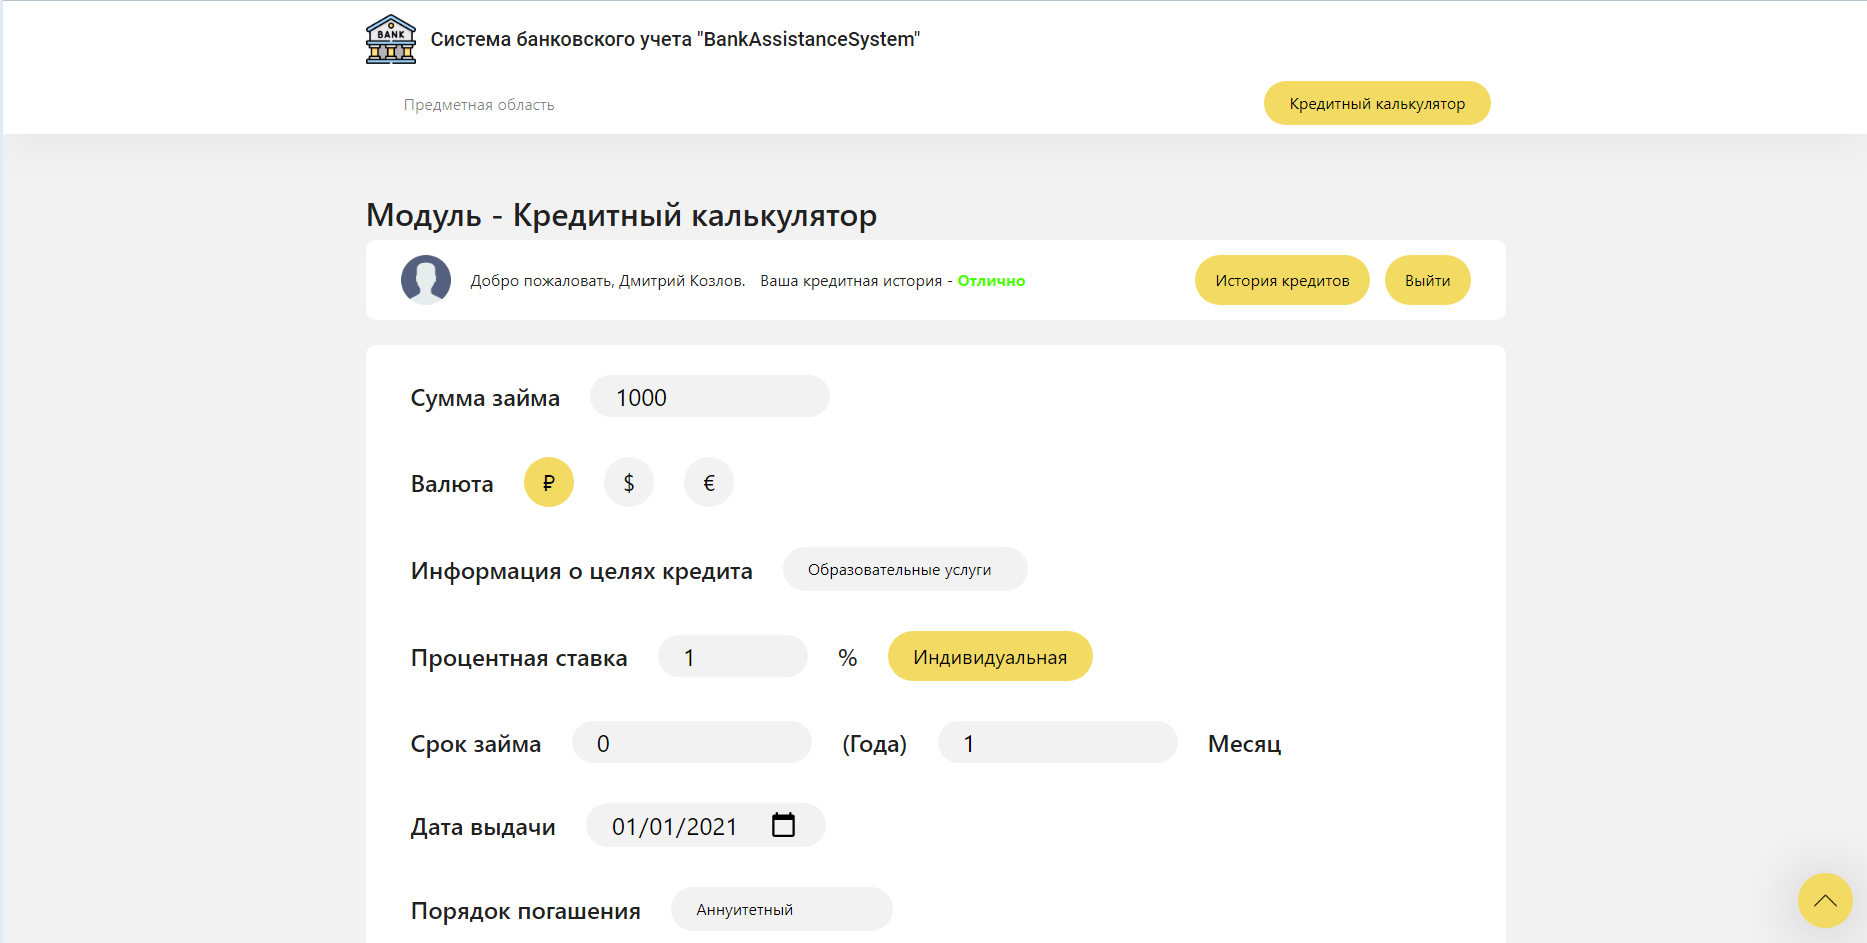 BANK
Система банковского учета "BankAssistanceSystem"
Предметная область
Кредитный калькулятор
Модуль - Кредитный калькулятор
Добро пожаловать, Дмитрий Козлов. Ваша кредитная история - Отлично
История кредитов
Выйти
Сумма займа 1000
Валюта ₽ $ €
Информация о целях кредита Образовательные услуги
Процентная ставка 1 % Индивидуальная
Срок займа 0 (Года) 1 Месяц
Дата выдачи 01/01/2021
Порядок погашения Аннуитетный